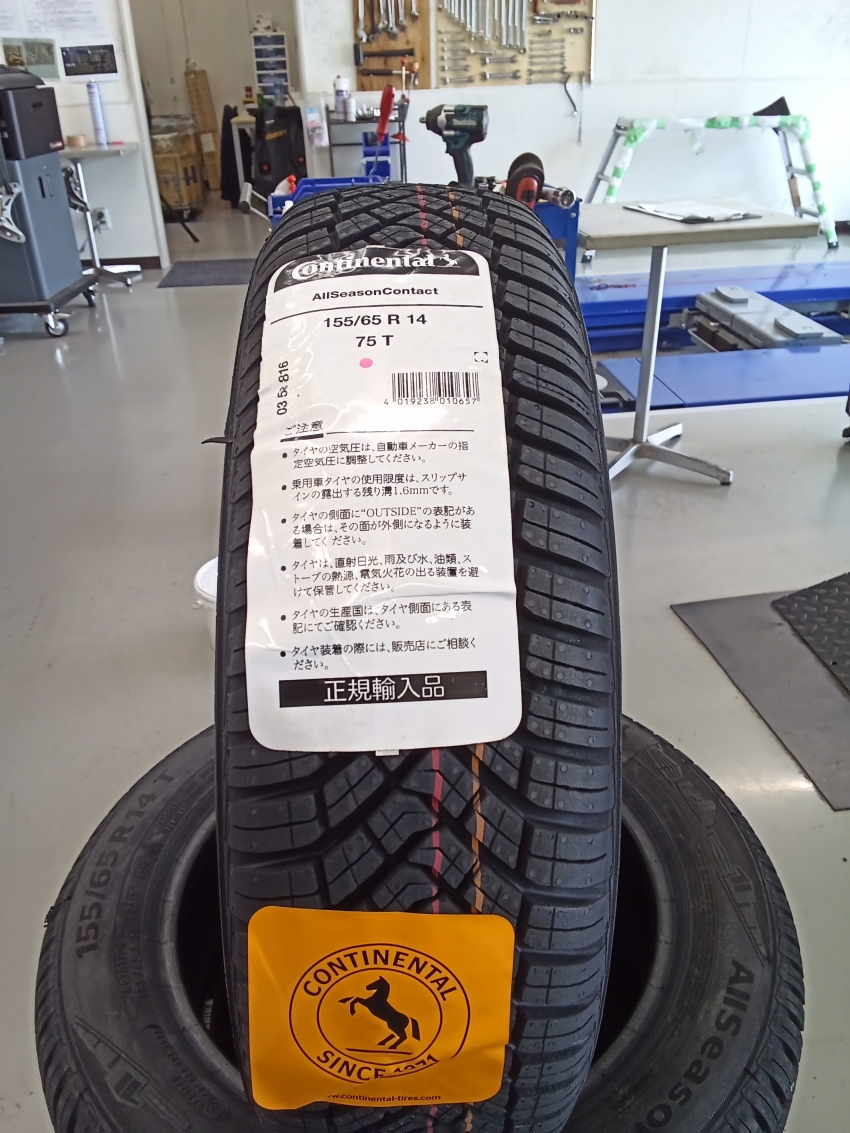 Continental
AllSeasonContact
155/65 R 14
75 T
03 58 816
4 019238 010657
ご注意
● タイヤの空気圧は、自動車メーカーの指
定空気圧に調整してください。
● 乗用車タイヤの使用限度は、スリップサ
インの露出する残り溝1.6mmです。
● タイヤの側面に"OUTSIDE"の表記があ
る場合は、その面が外側になるように装
着してください。
● タイヤは、直射日光、雨及び水、油類、ス
トーブの熱源、電気火花の出る装置を避
けて保管してください。
● タイヤの生産国は、タイヤ側面にある表
記にてご確認ください。
● タイヤ装着の際には、販売店にご相談く
ださい。
正規輸入品
155/65 R 14 T
AllSeason
CONTINENTAL
SINCE 1871
www.continental-tires.com